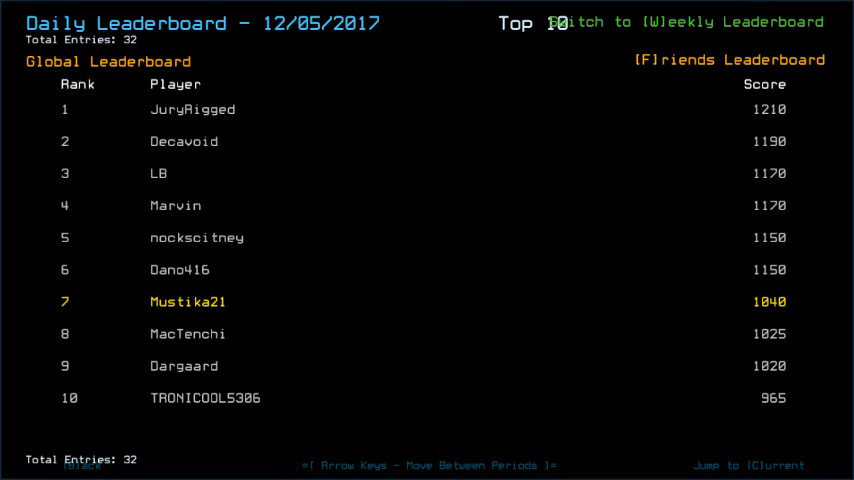 Daily Leaderboard - 12/05/2017 Top 10 Switch to [W]eekly Leaderboard
Total Entries: 32
Global Leaderboard [F]riends Leaderboard
Rank Player Score
1 JuryRigged 1210
2 Decavoid 1190
3 LB 1170
4 Marvin 1170
5 nockscitney 1150
6 Dano416 1150
7 Mustika21 1040
8 MacTenchi 1025
9 Dargaard 1020
10 TRONICOOL5306 965
Total Entries: 32
[B]ack =[ Arrow Keys - Move Between Periods ]= Jump to [C]urrent